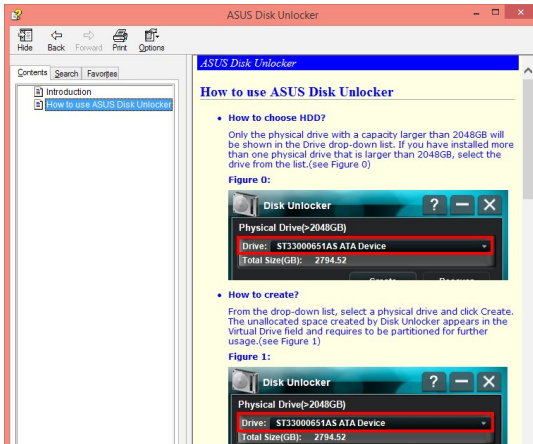 ASUS Disk Unlocker
Hide Back Forward Print Options
Contents Search Favorites
Introduction
How to use ASUS Disk Unlocker
ASUS Disk Unlocker
How to use ASUS Disk Unlocker
How to choose HDD?
Only the physical drive with a capacity larger than 2048GB will
be shown in the Drive drop-down list. If you have installed more
than one physical drive that is larger than 2048GB, select the
drive from the list.(see Figure 0)
Figure 0:
Disk Unlocker
Physical Drive(>2048GB)
Drive: ST33000651AS ATA Device
Total Size(GB): 2794.52
How to create?
From the drop-down list, select a physical drive and click Create.
The unallocated space created by Disk Unlocker appears in the
Virtual Drive field and requires to be partitioned for further
usage.(see Figure 1)
Figure 1:
Disk Unlocker
Physical Drive(>2048GB)
Drive: ST33000651AS ATA Device
Total Size(GB): 2794.52